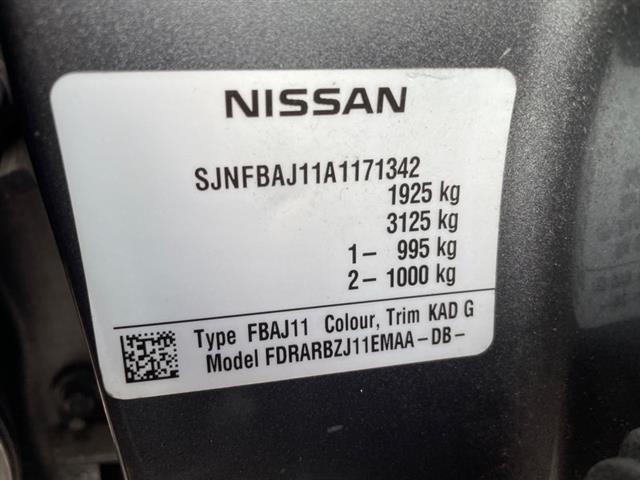 NISSAN
SJNFBAJ11A1171342
1925 kg
3125 kg
1– 995 kg
2– 1000 kg
Type FBAJ11 Colour, Trim KAD G
Model FDRARBZJ11EMAA–DB–